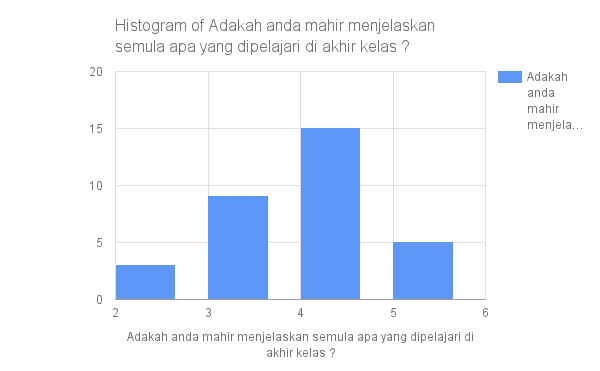 Histogram of Adakah anda mahir menjelaskan
semula apa yang dipelajari di akhir kelas ?
20
15
10
5
0
2 3 4 5 6
Adakah anda mahir menjelaskan semula apa yang dipelajari di
akhir kelas ?
Adakah
anda
mahir
menjela...